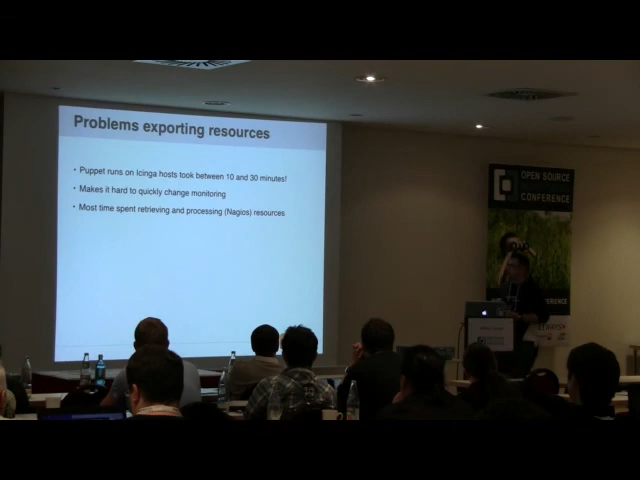 Problems exporting resources
• Puppet runs on Icinga hosts took between 10 and 30 minutes!
• Makes it hard to quickly change monitoring
• Most time spent retrieving and processing (Nagios) resources
OPEN SOURCE
CONFERENCE